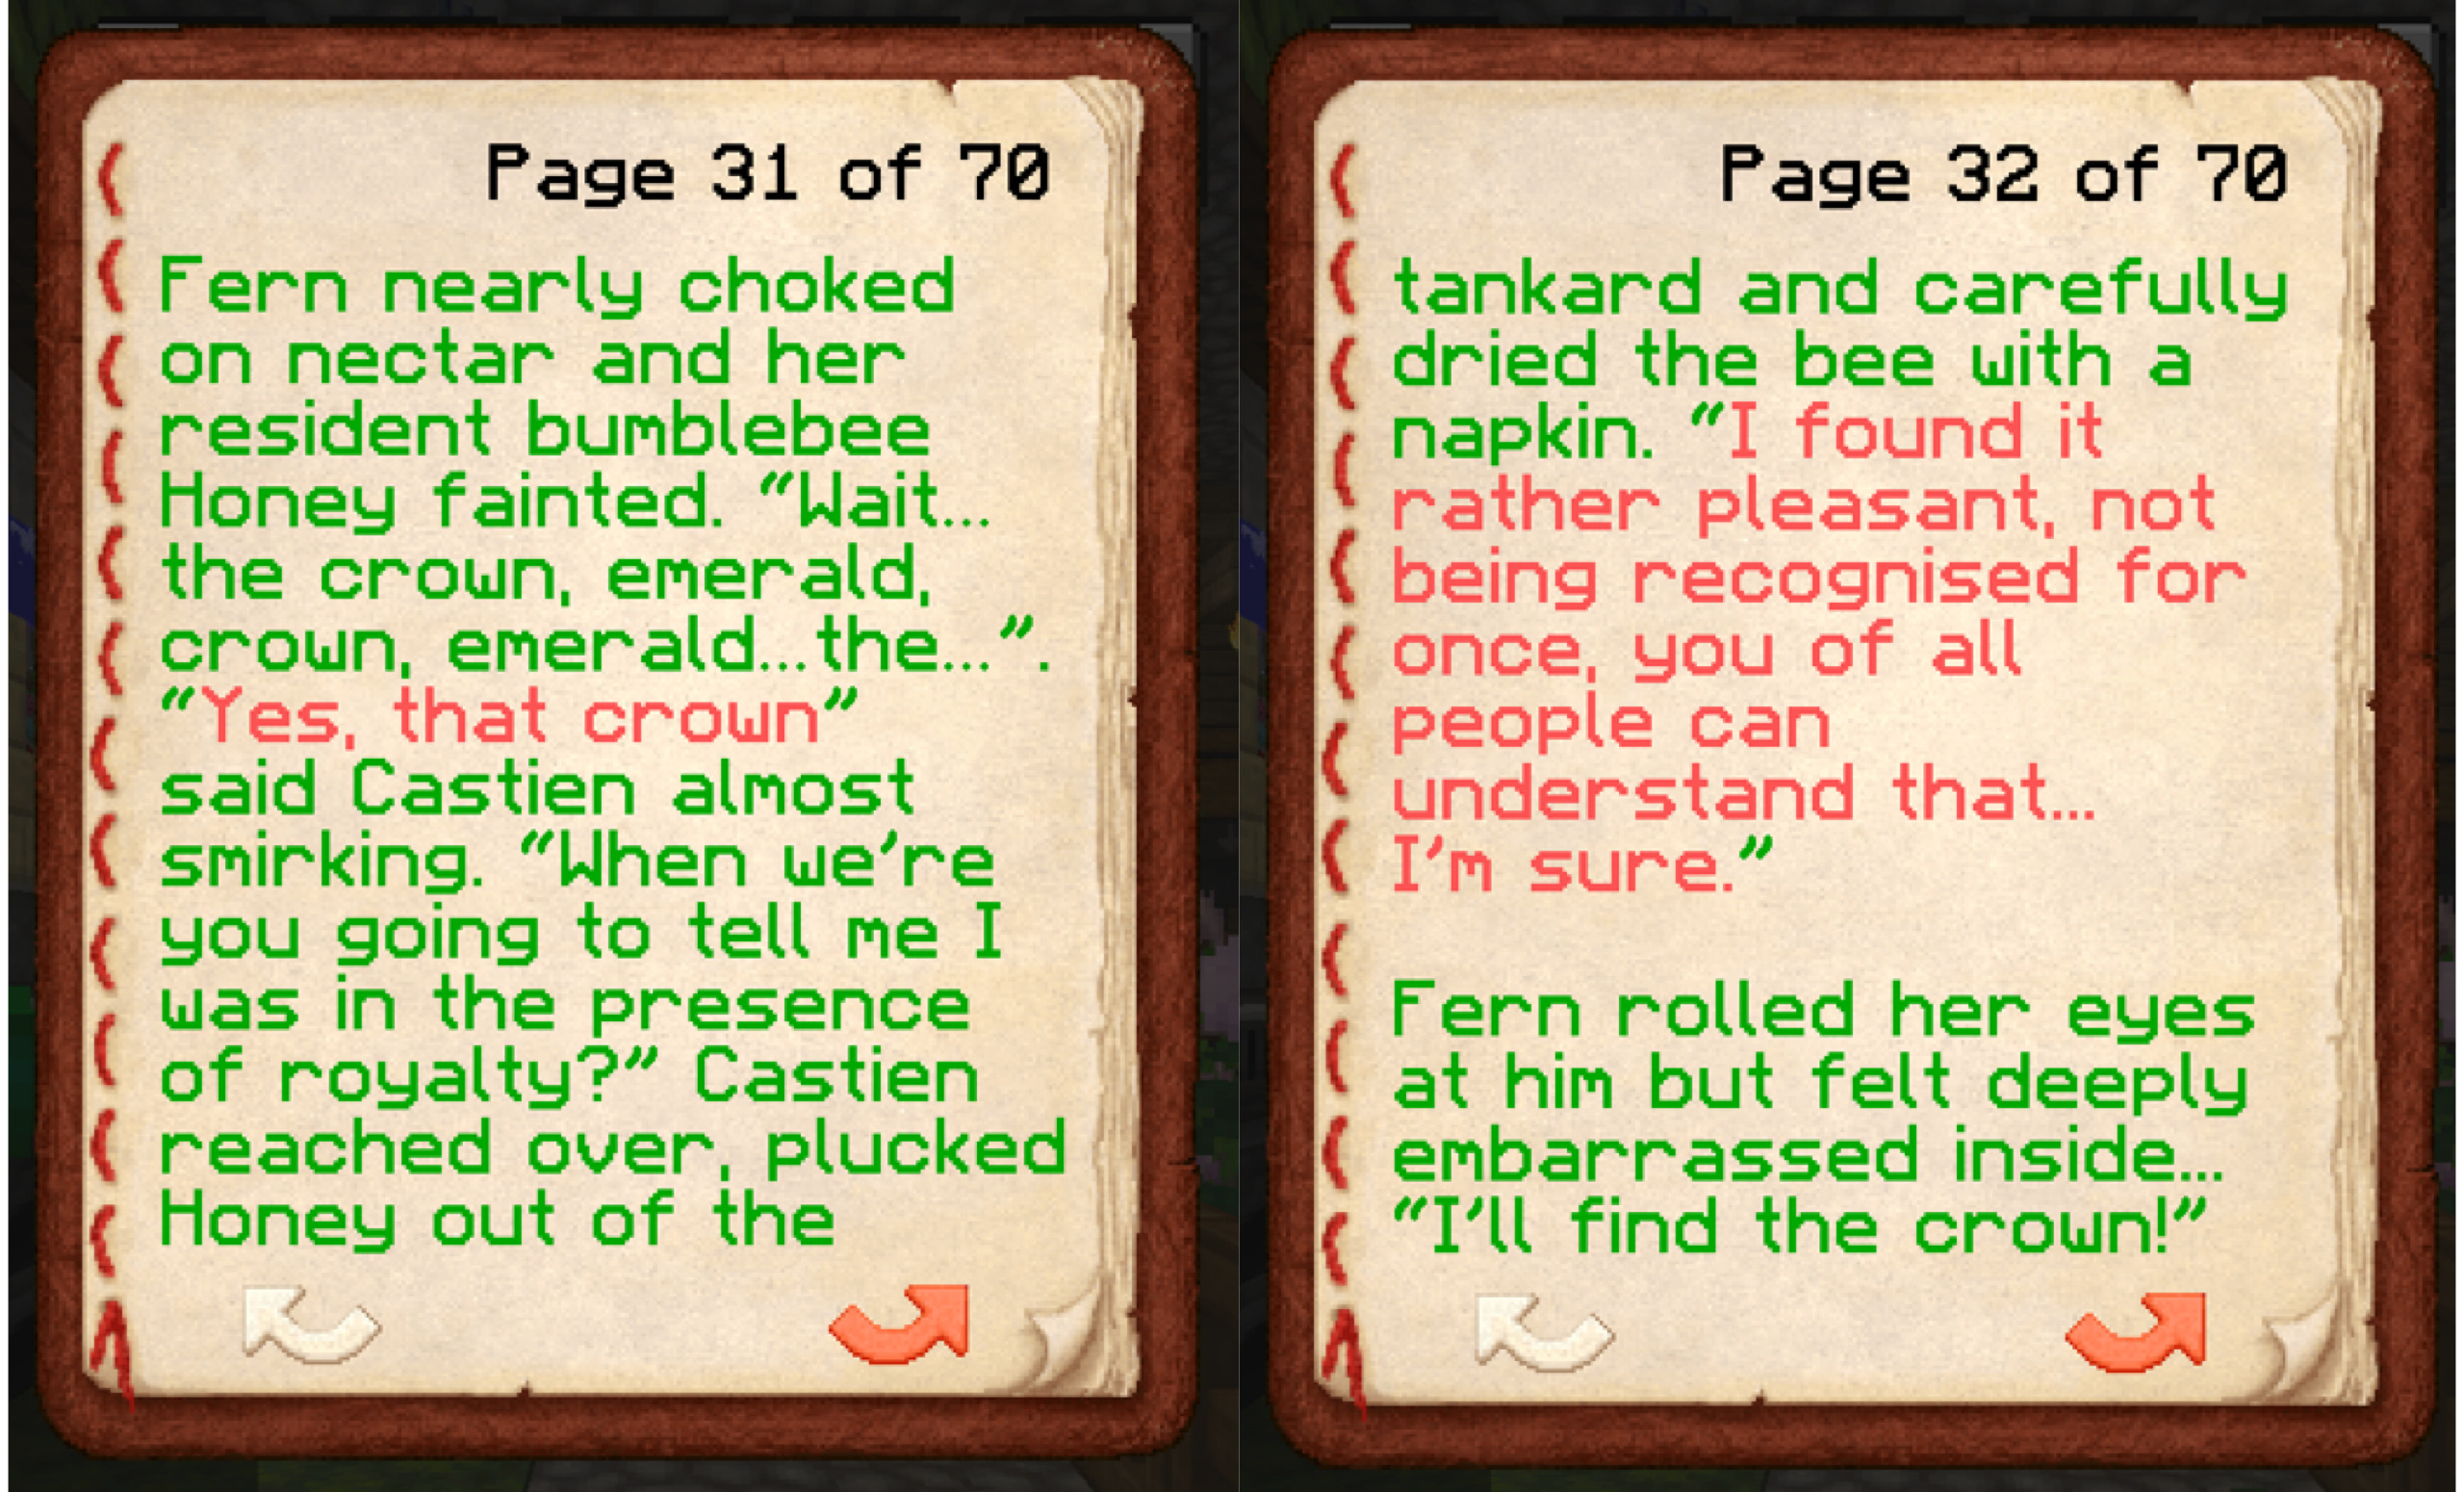 Page 31 of 70
Fern nearly choked
on nectar and her
resident bumblebee
Honey fainted. “Wait...
the crown, emerald,
crown, emerald...the...”.
“Yes, that crown”
said Castien almost
smirking. “When we’re
you going to tell me I
was in the presence
of royalty?” Castien
reached over, plucked
Honey out of the
Page 32 of 70
tankard and carefully
dried the bee with a
napkin. “I found it
rather pleasant, not
being recognised for
once, you of all
people can
understand that...
I’m sure.”
Fern rolled her eyes
at him but felt deeply
embarrassed inside...
“I’ll find the crown!”